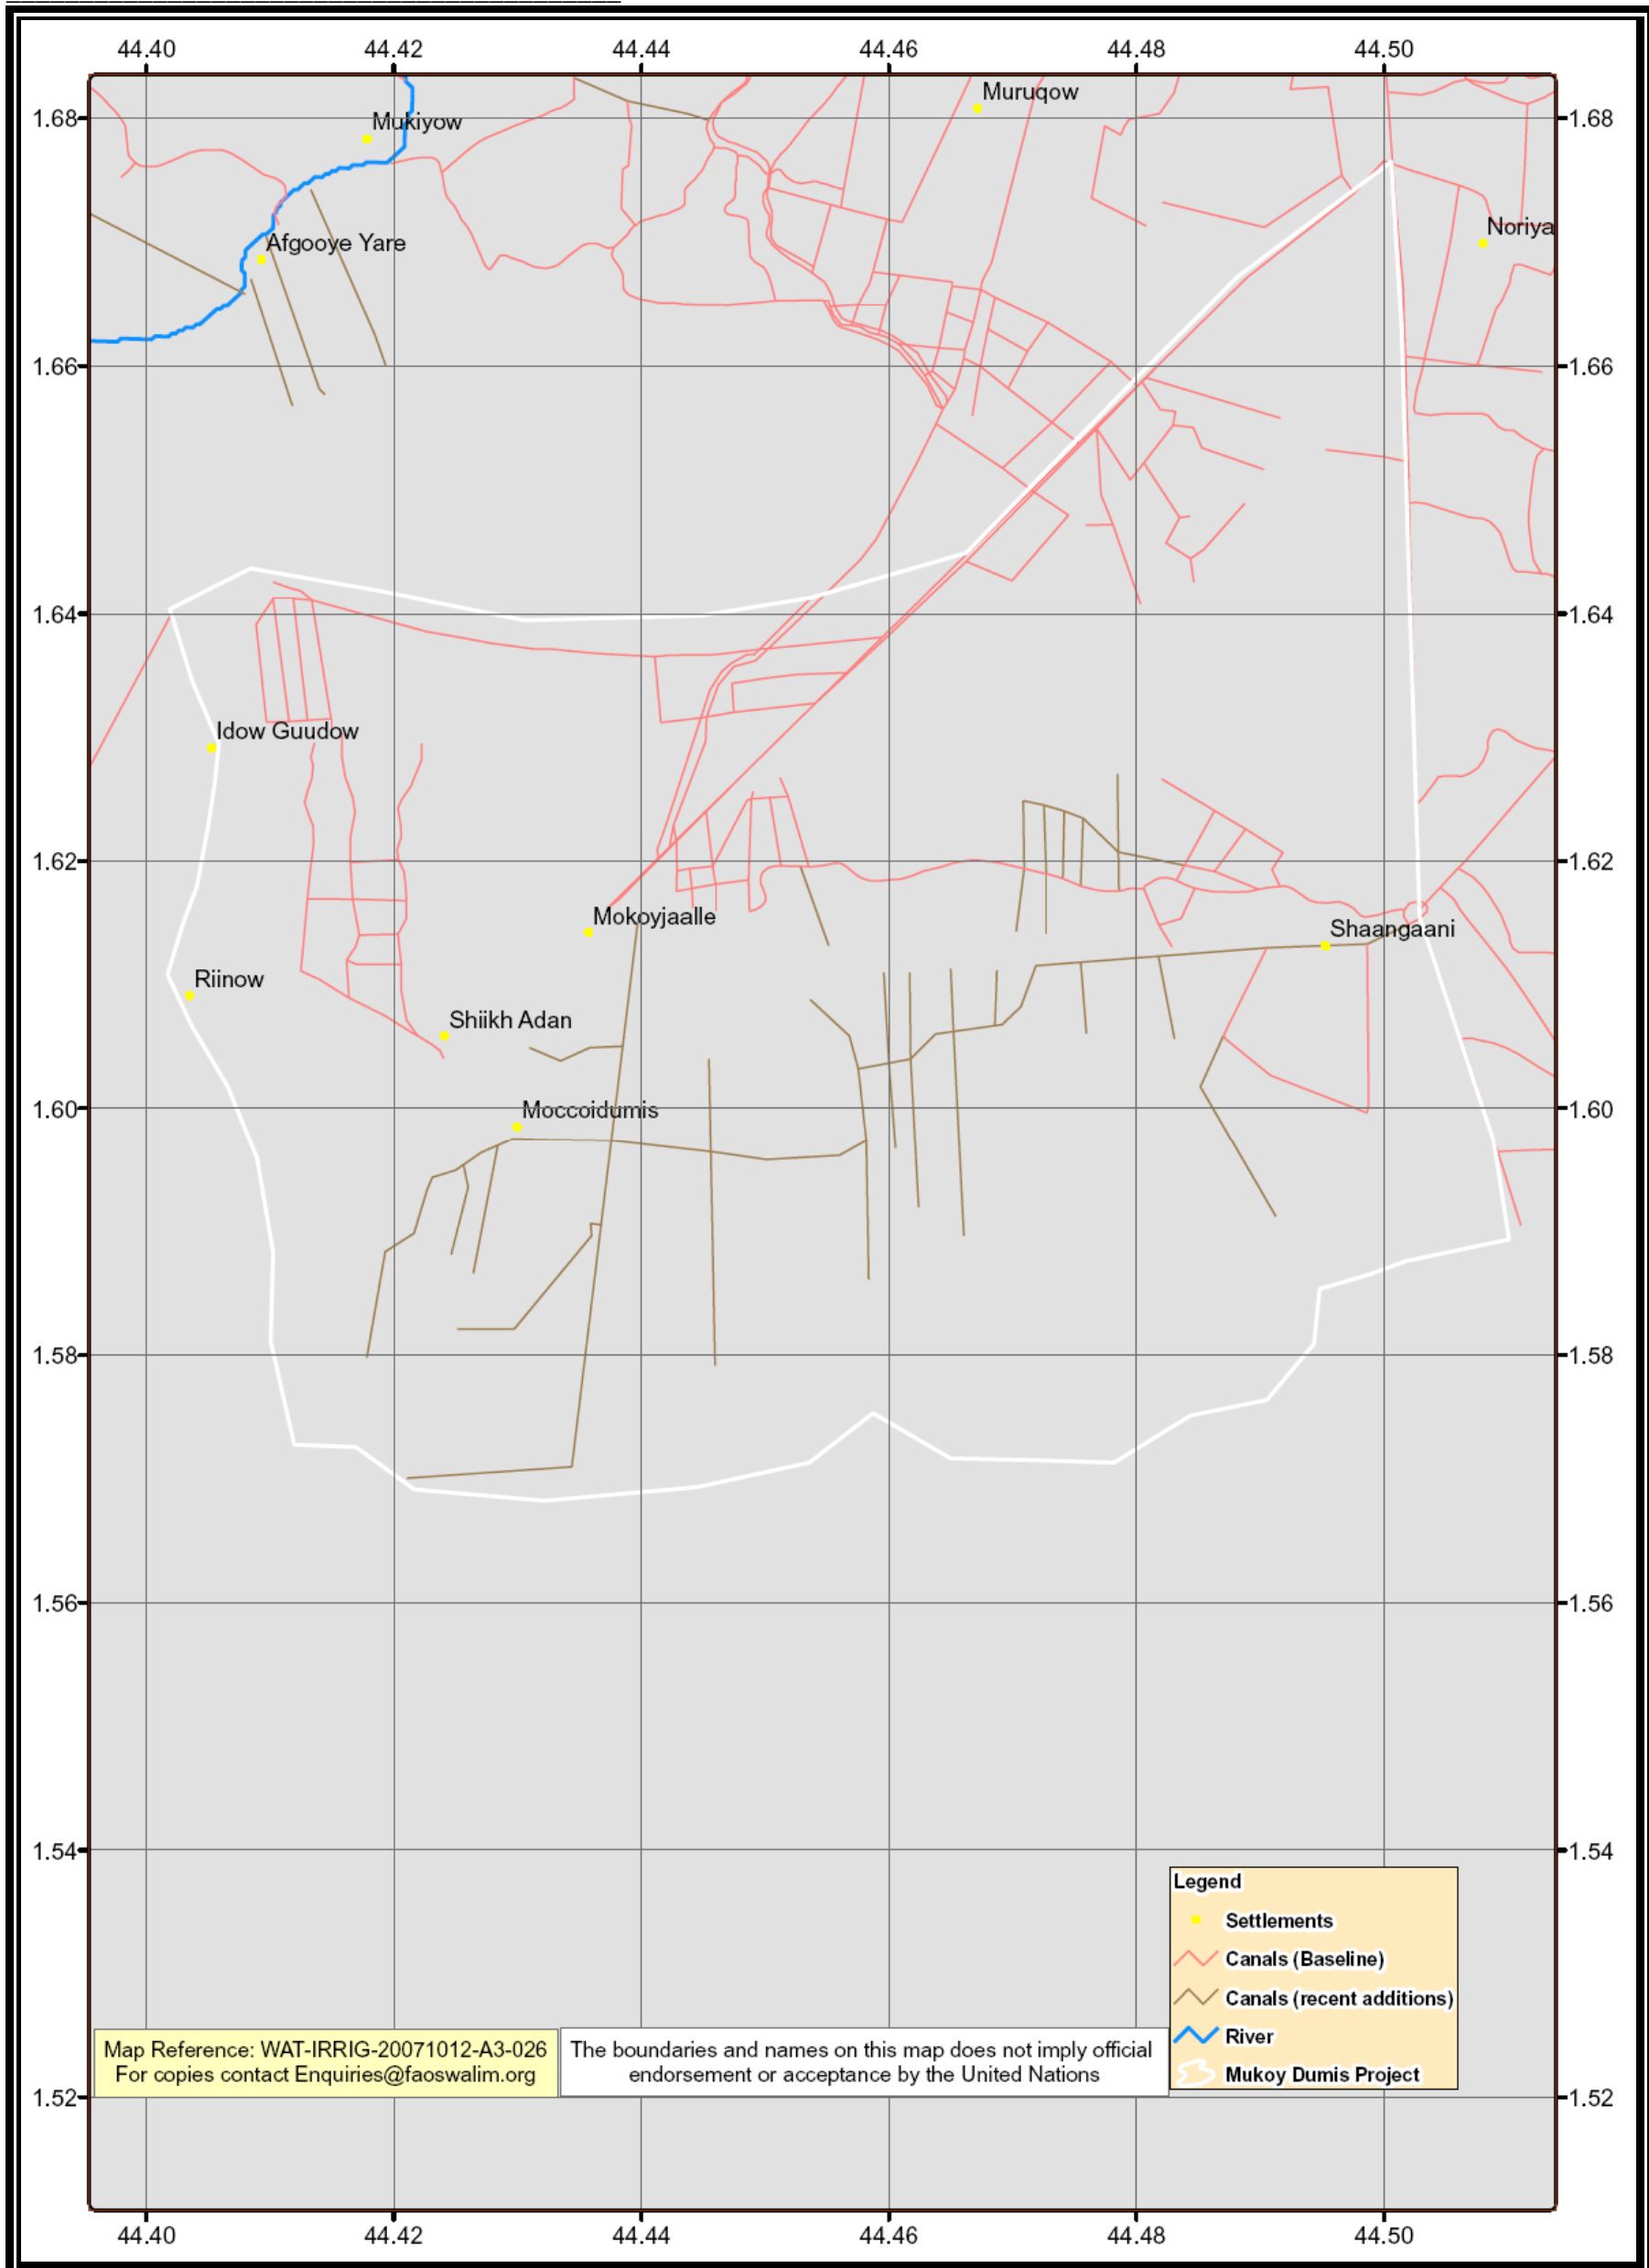 44.40 44.42 44.44 44.46 44.48 44.50
Muruqow
1.68 1.68
Mukiyow
Noriya
Afgooye Yare
1.66 1.66
1.64 1.64
Idow Guudow
1.62 1.62
Mokoyjaalle
Shaangaani
Riinow
Shiikh Adan
1.60 1.60
Moccoidumis
1.58 1.58
1.56 1.56
1.54 1.54
Legend
Settlements
Canals (Baseline)
Canals (recent additions)
River
Mukoy Dumis Project
Map Reference: WAT-IRRIG-20071012-A3-026
For copies contact Enquiries@faoswalim.org
The boundaries and names on this map does not imply official
endorsement or acceptance by the United Nations
1.52 1.52
44.40 44.42 44.44 44.46 44.48 44.50